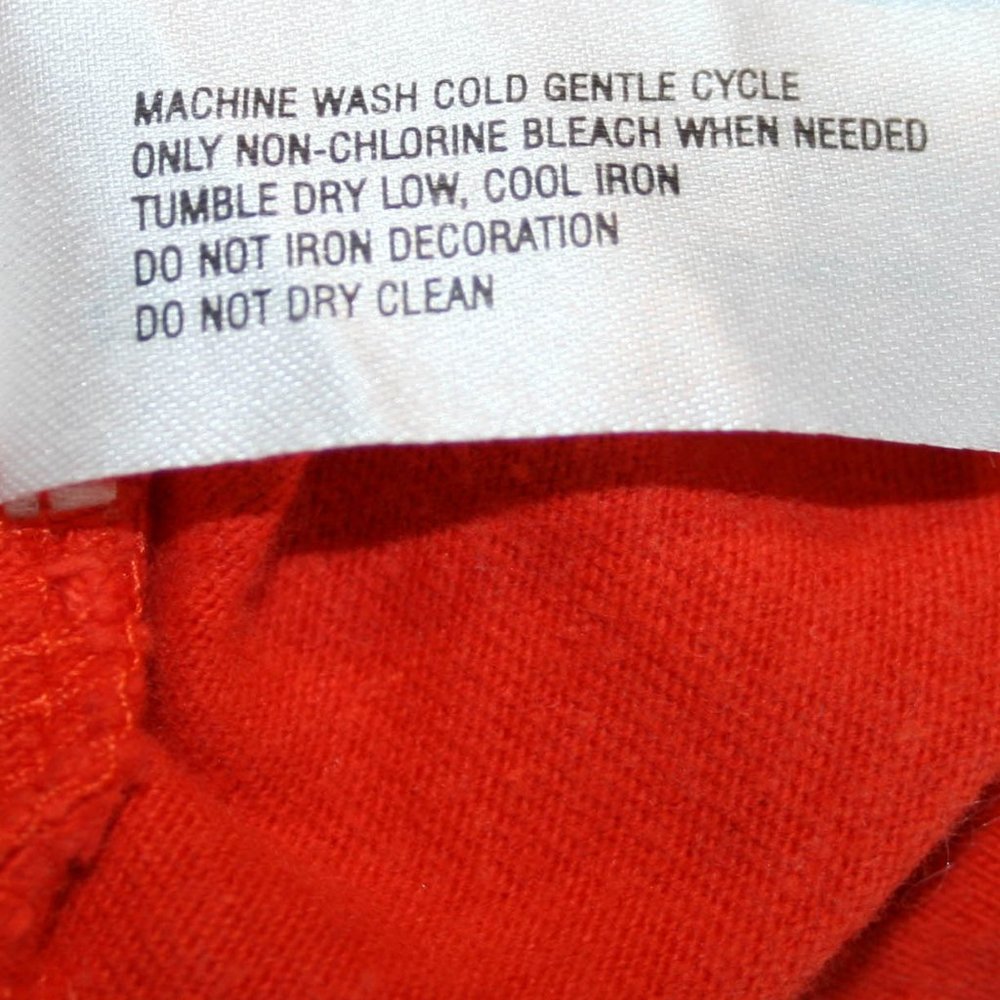 MACHINE WASH COLD GENTLE CYCLE
ONLY NON-CHLORINE BLEACH WHEN NEEDED
TUMBLE DRY LOW, COOL IRON
DO NOT IRON DECORATION
DO NOT DRY CLEAN